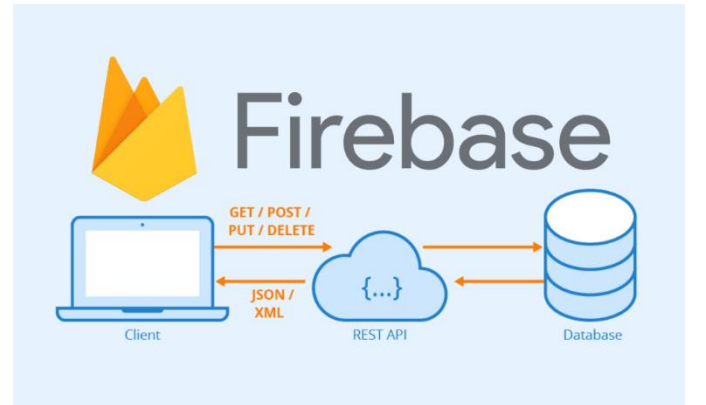 Firebase
GET / POST /
PUT / DELETE
{...}
JSON /
XML
Client
REST API
Database